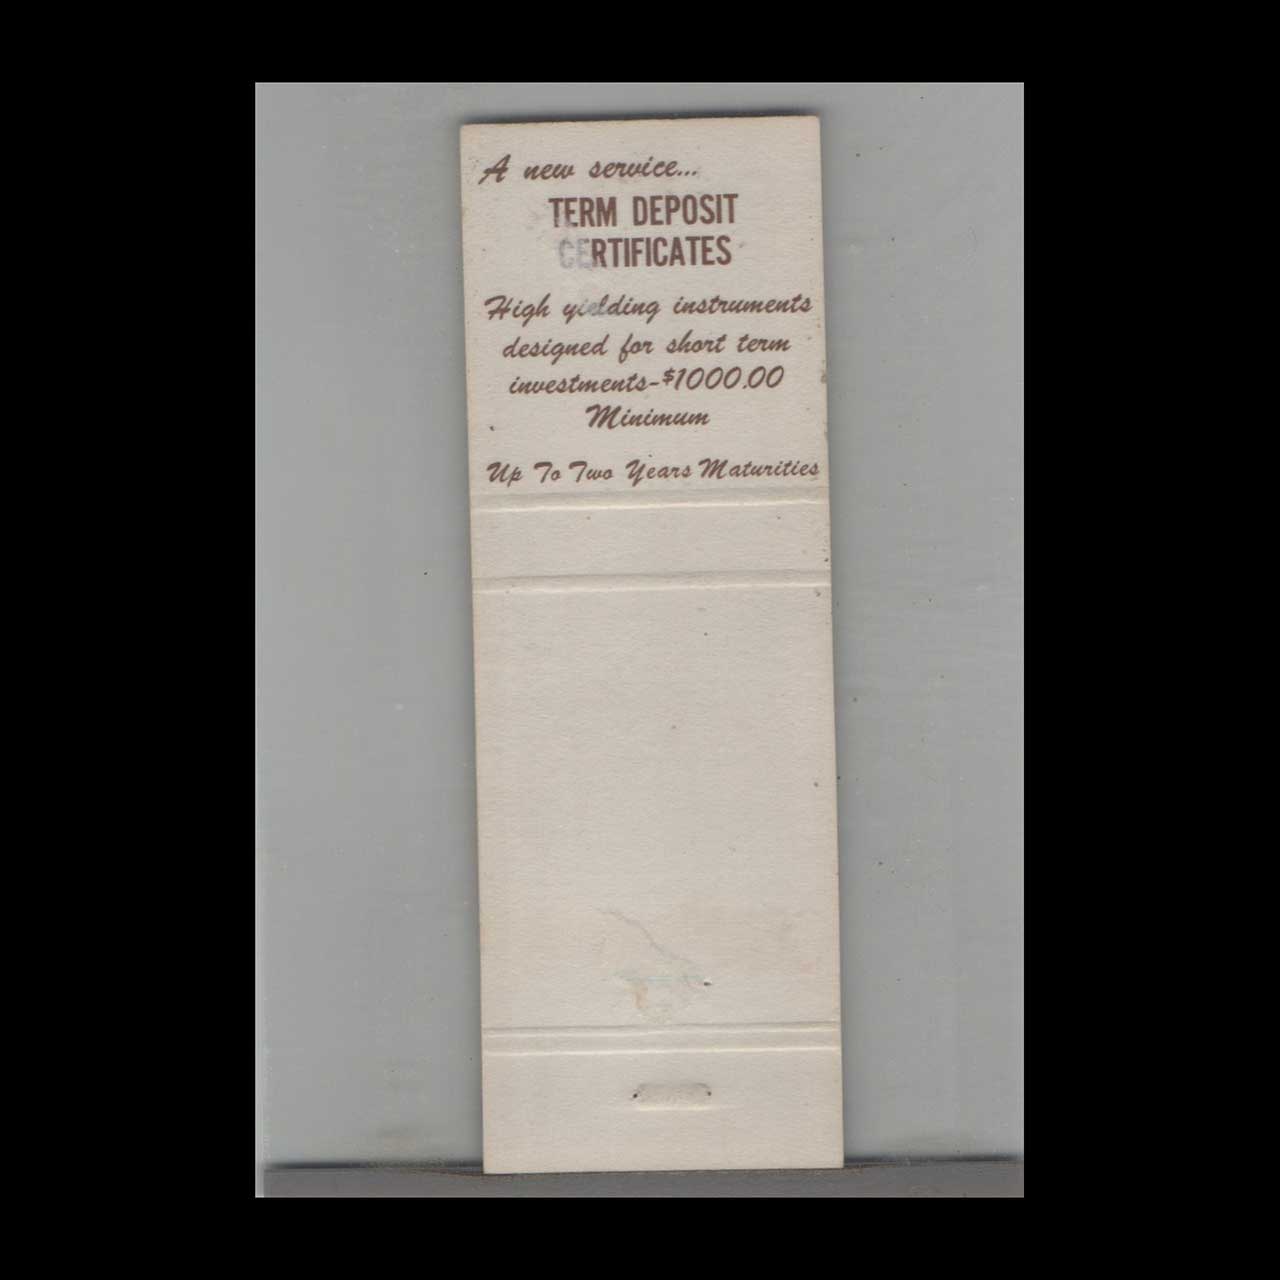 A new service...
TERM DEPOSIT
CERTIFICATES
High yielding instruments
designed for short term
investments-$1000.00
Minimum
Up To Two Years Maturities